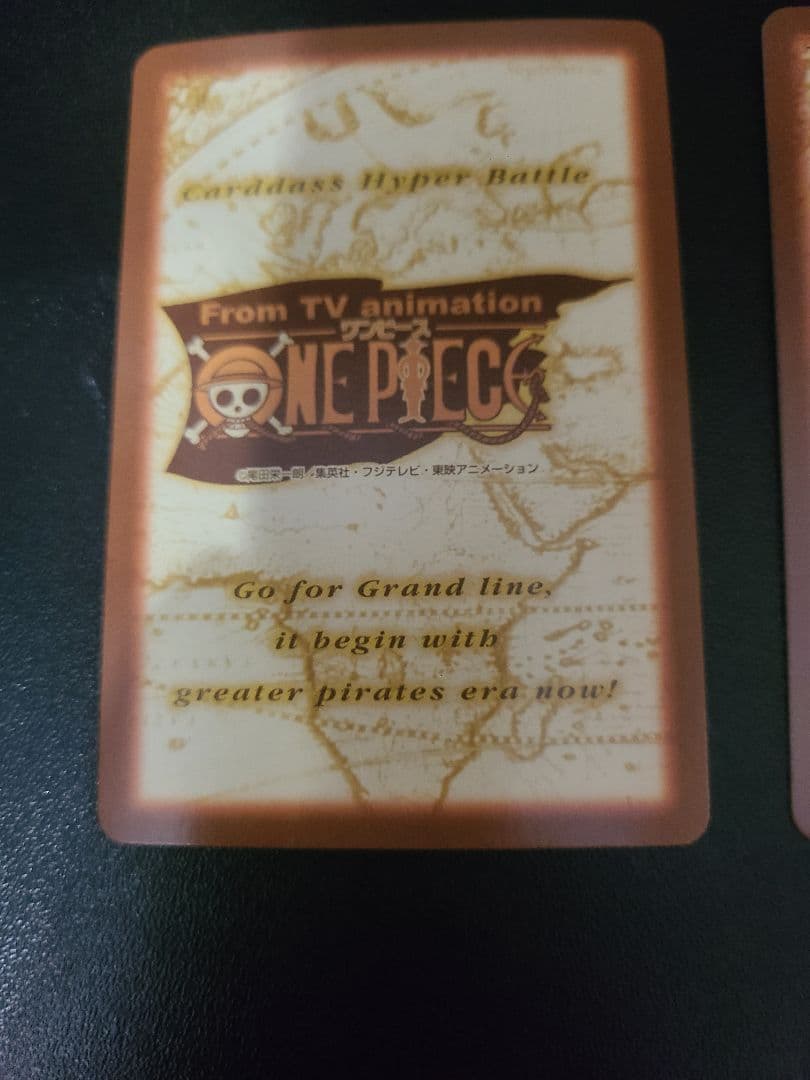 Carddass Hyper Battle
From TV animation
ワンピース
ONE PIECE
©尾田栄一郎／集英社・フジテレビ・東映アニメーション
Go for Grand line,
it begin with
greater pirates era now!